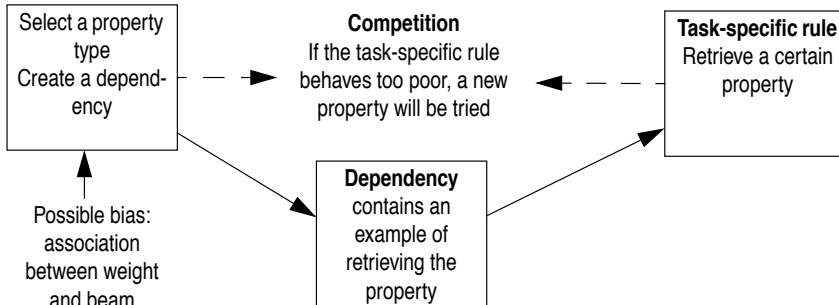 Select a property
type
Create a depend-
ency
Competition
If the task-specific rule
behaves too poor, a new
property will be tried
Task-specific rule
Retrieve a certain
property
Dependency
contains an
example of
retrieving the
property
Possible bias:
association
between weight
and beam